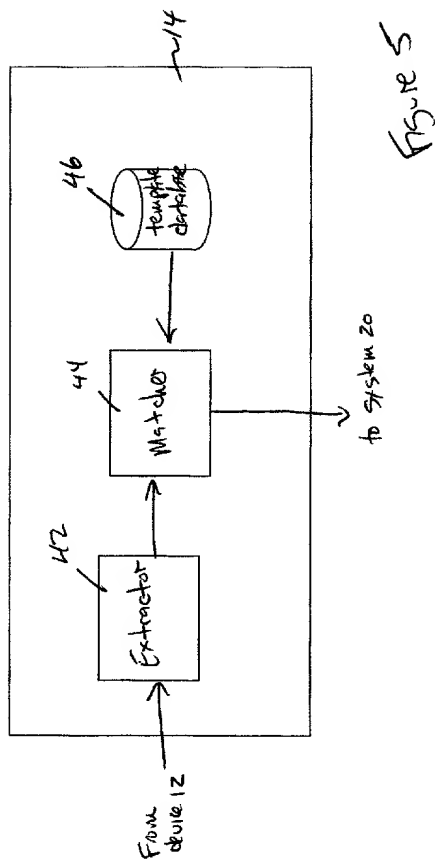 14
46
template
database
44
Matcher
42
Extractor
From
device 12
to system 20
Figure 5